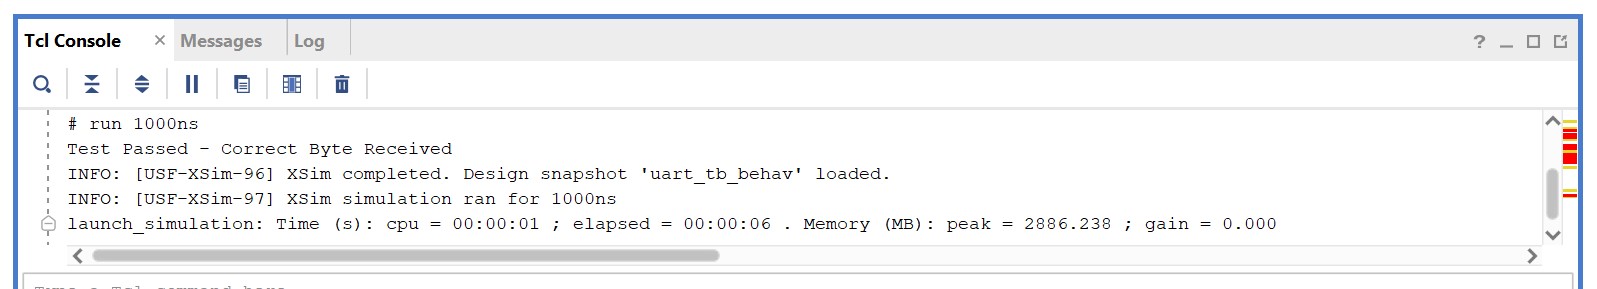 Tcl Console × Messages Log ? _
# run 1000ns
Test Passed - Correct Byte Received
INFO: [USF-XSim-96] XSim completed. Design snapshot 'uart_tb_behav' loaded.
INFO: [USF-XSim-97] XSim simulation ran for 1000ns
launch_simulation: Time (s): cpu = 00:00:01 ; elapsed = 00:00:06 . Memory (MB): peak = 2886.238 ; gain = 0.000